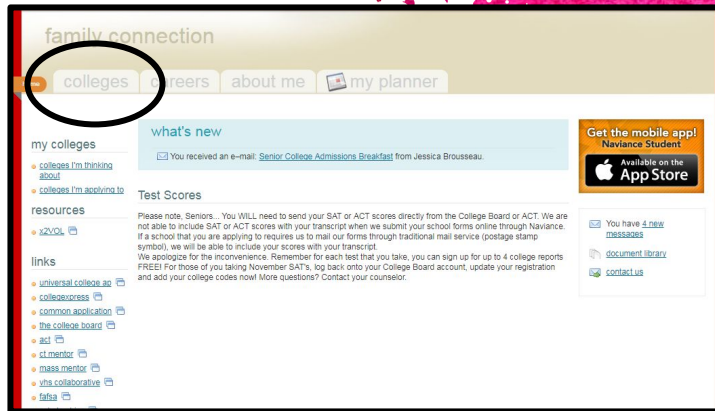 family connection
colleges
careers
about me
my planner
my colleges
colleges I'm thinking
about
colleges I'm applying to
resources
x2VOL
links
universal college ap
collegexpress
common application
the college board
act
ct mentor
mass mentor
vhs collaborative
fafsa
what's new
You received an e-mail: Senior College Admissions Breakfast from Jessica Brousseau.
Test Scores
Please note, Seniors... You WILL need to send your SAT or ACT scores directly from the College Board or ACT. We are
not able to include SAT or ACT scores with your transcript when we submit your school forms online through Naviance.
If a school that you are applying to requires us to mail our forms through traditional mail service (postage stamp
symbol), we will be able to include your scores with your transcript.
We apologize for the inconvenience. Remember for each test that you take, you can sign up for up to 4 college reports
FREE! For those of you taking November SAT's, log back onto your College Board account, update your registration
and add your college codes now! More questions? Contact your counselor.
Get the mobile app!
Naviance Student
Available on the
App Store
You have 4 new
messages
document library
contact us